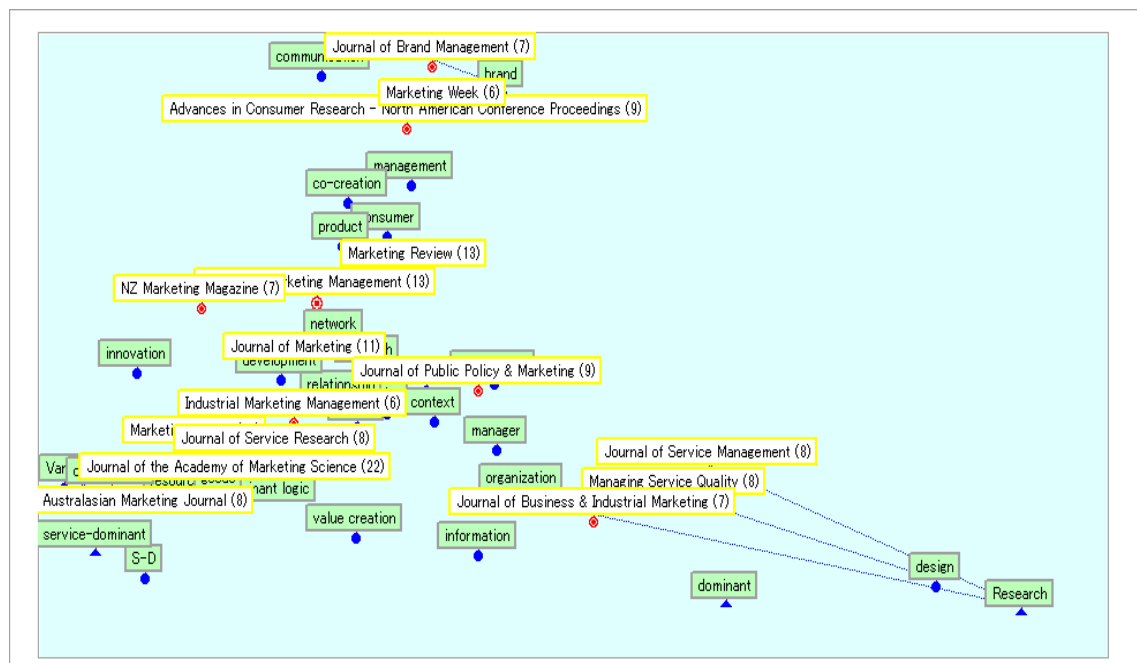 Journal of Brand Management (7)
brand
Marketing Week (6)
Advances in Consumer Research - North American Conference Proceedings (9)
management
co-creation
product
Marketing Review (13)
NZ Marketing Magazine (7)
Management (13)
network
Journal of Marketing (11)
innovation
development
Journal of Public Policy & Marketing (9)
relationship
Industrial Marketing Management (6)
context
manager
Journal of Service Research (8)
Journal of Service Management (8)
Journal of the Academy of Marketing Science (22)
organization
Managing Service Quality (8)
logic
Australasian Marketing Journal (8)
Journal of Business & Industrial Marketing (7)
value creation
service-dominant
information
S-D
design
dominant
Research